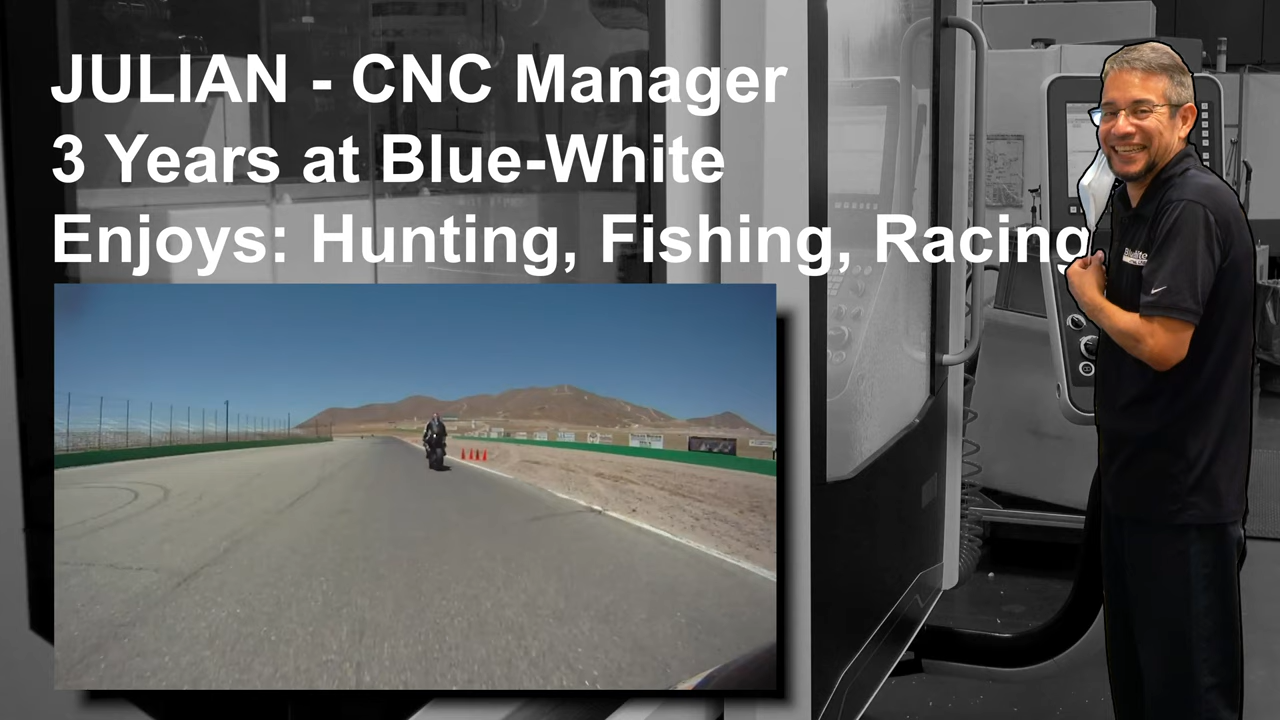 JULIAN - CNC Manager
3 Years at Blue-White
Enjoys: Hunting, Fishing, Racing